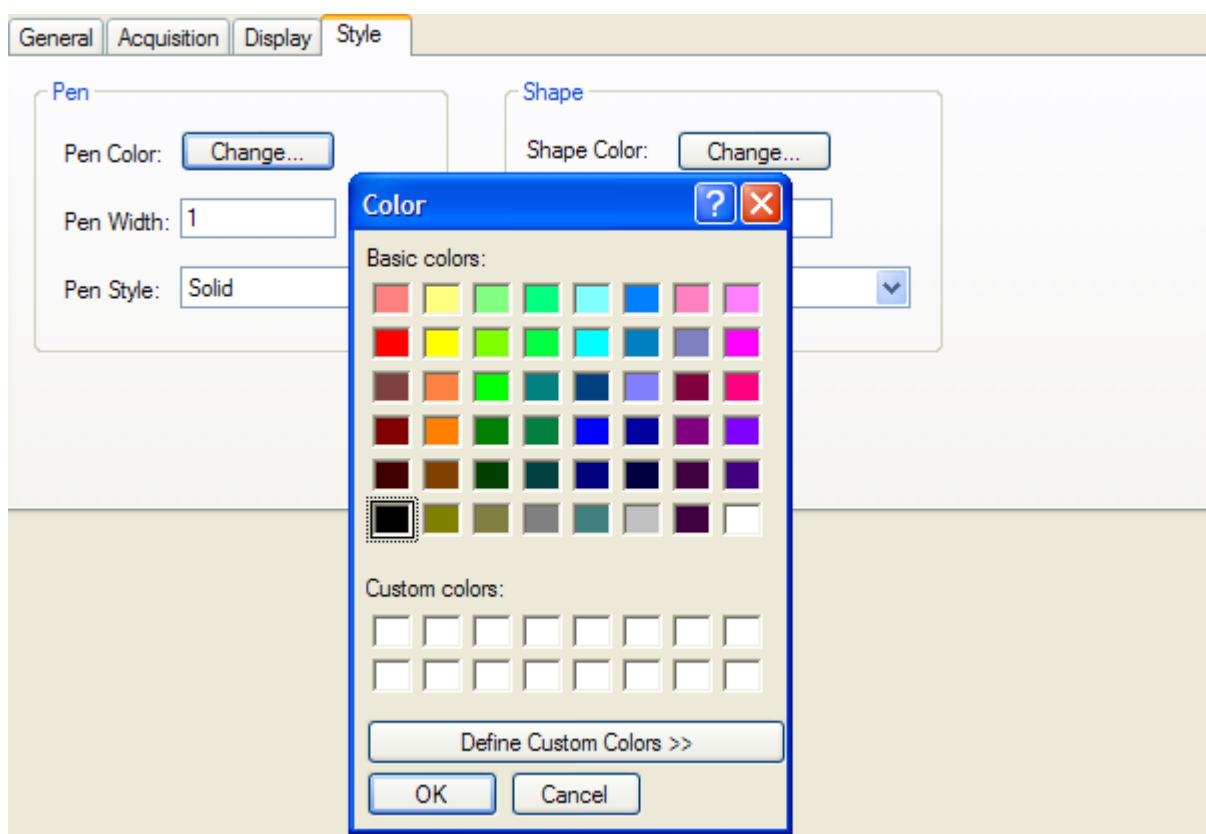 General Acquisition Display Style
Pen
Shape
Pen Color: Change...
Shape Color: Change...
Pen Width: 1
Pen Style: Solid
Color
?
Basic colors:
Custom colors:
Define Custom Colors >>
OK Cancel